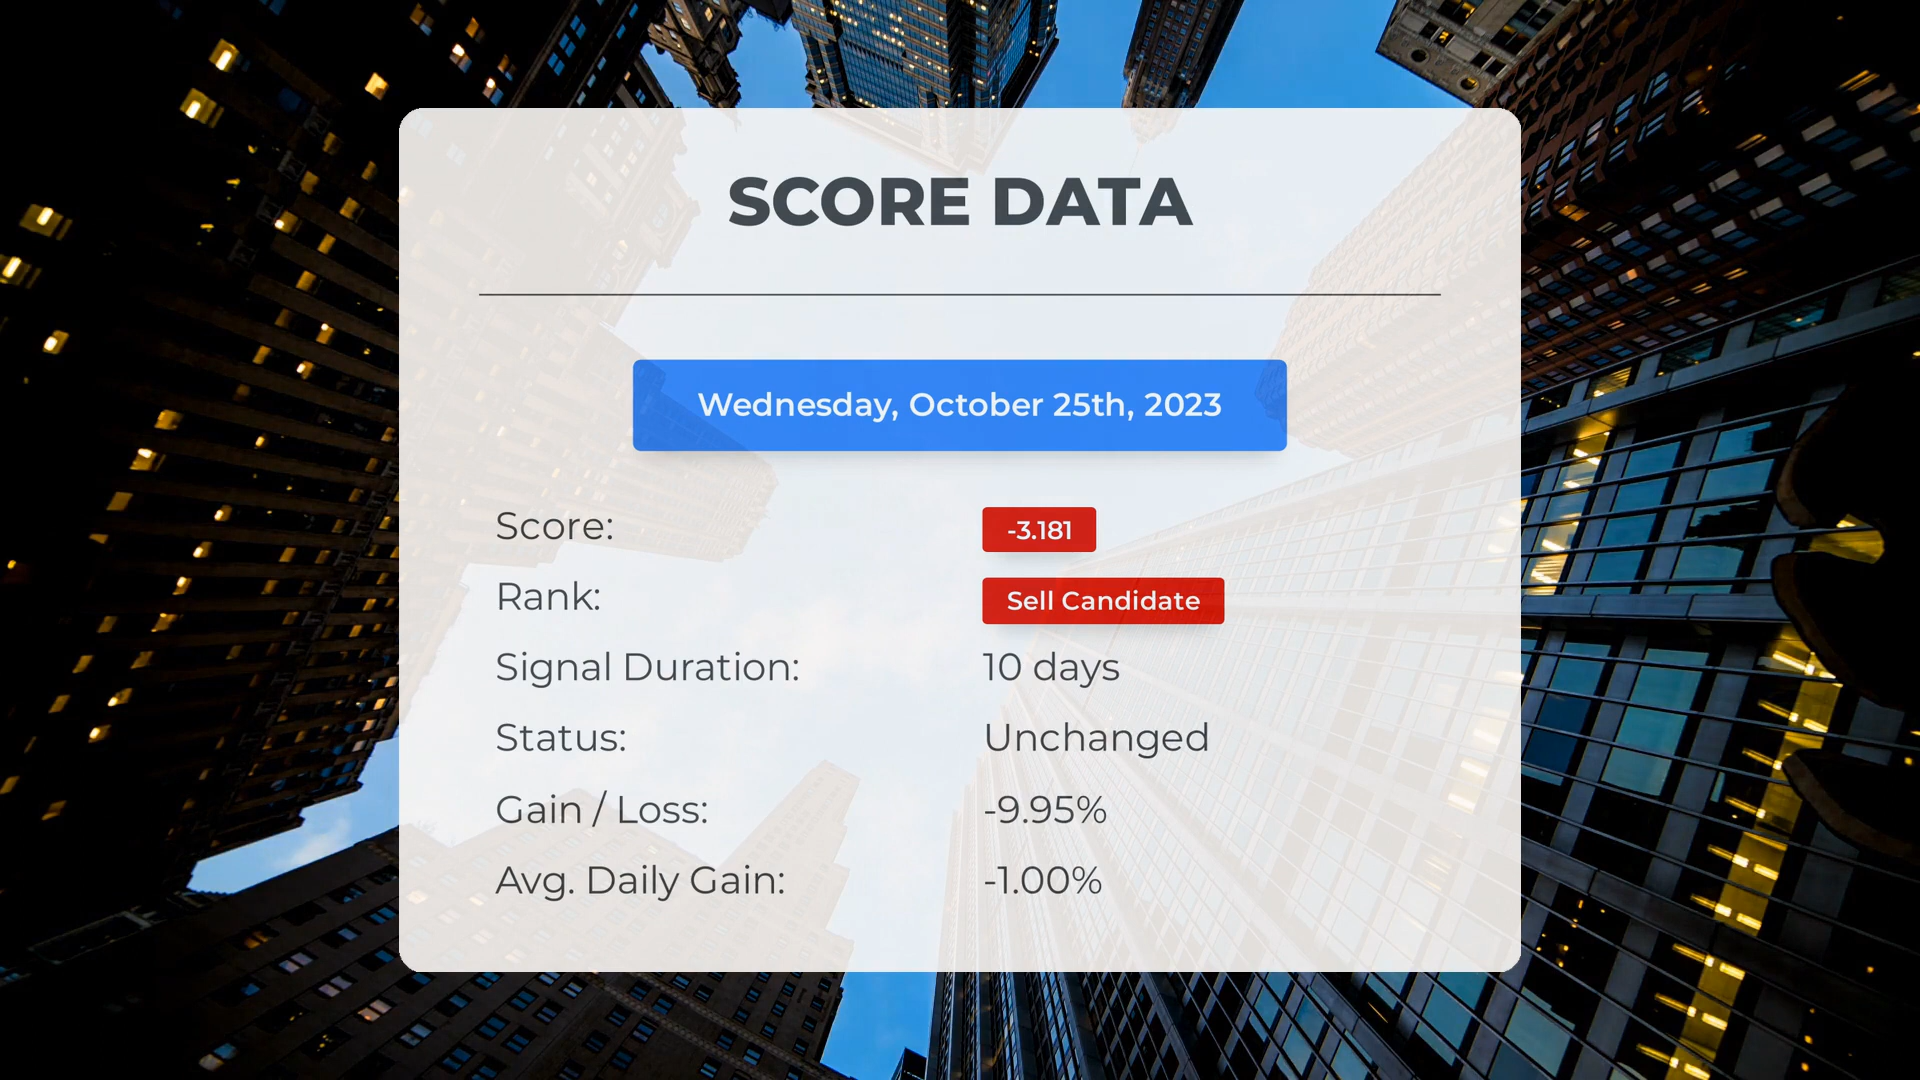 SCORE DATA
Wednesday, October 25th, 2023
Score: -3.181
Rank: Sell Candidate
Signal Duration: 10 days
Status: Unchanged
Gain / Loss: -9.95%
Avg. Daily Gain: -1.00%